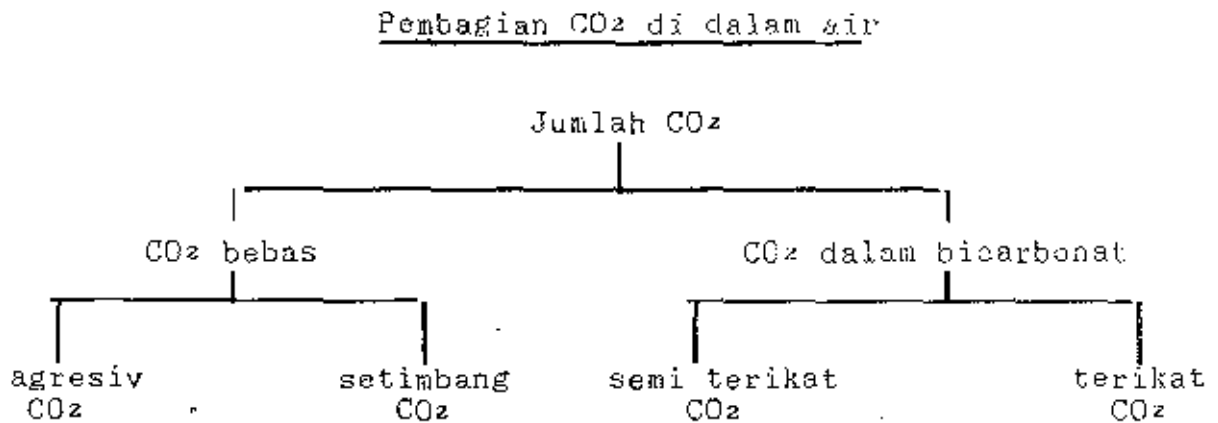 Pembagian CO2 di dalam air
Jumlah CO2
CO2 bebas CO2 dalam bicarbonat
agresiv setimbang semi terikat terikat
CO2 CO2 CO2 CO2